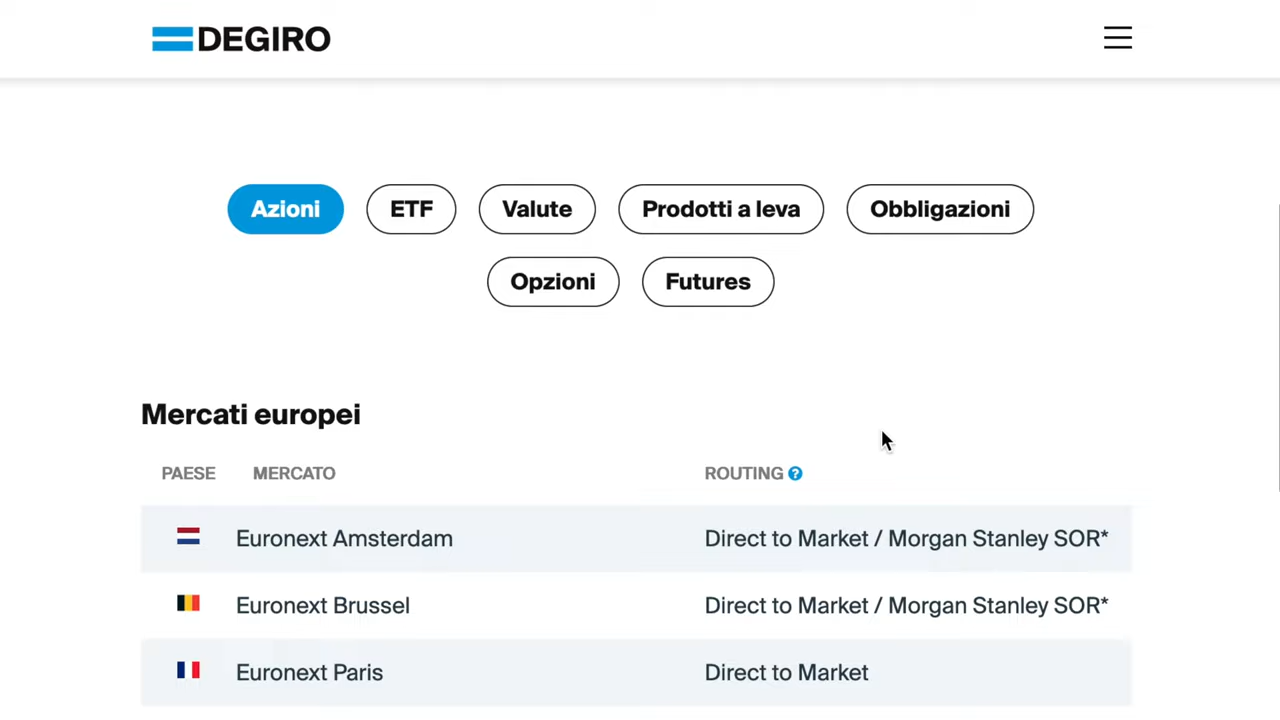 DEGIRO
Azioni ETF Valute Prodotti a leva Obbligazioni
Opzioni Futures
Mercati europei
PAESE MERCATO ROUTING ?
Euronext Amsterdam Direct to Market / Morgan Stanley SOR*
Euronext Brussel Direct to Market / Morgan Stanley SOR*
Euronext Paris Direct to Market